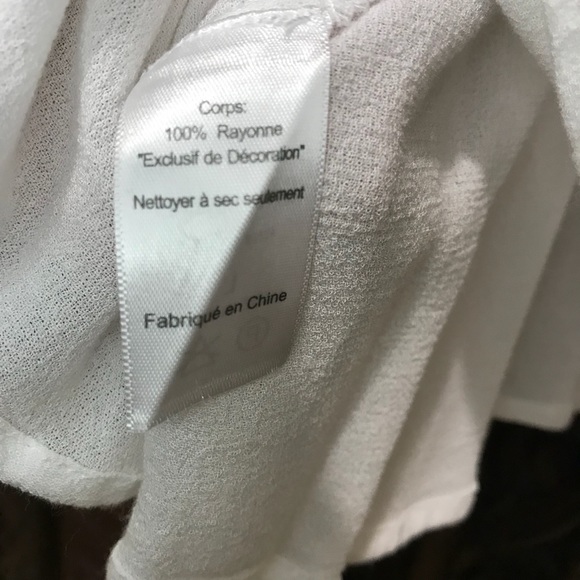 Corps:
100% Rayonne
"Exclusif de Décoration"
Nettoyer à sec seulement
Fabriqué en Chine